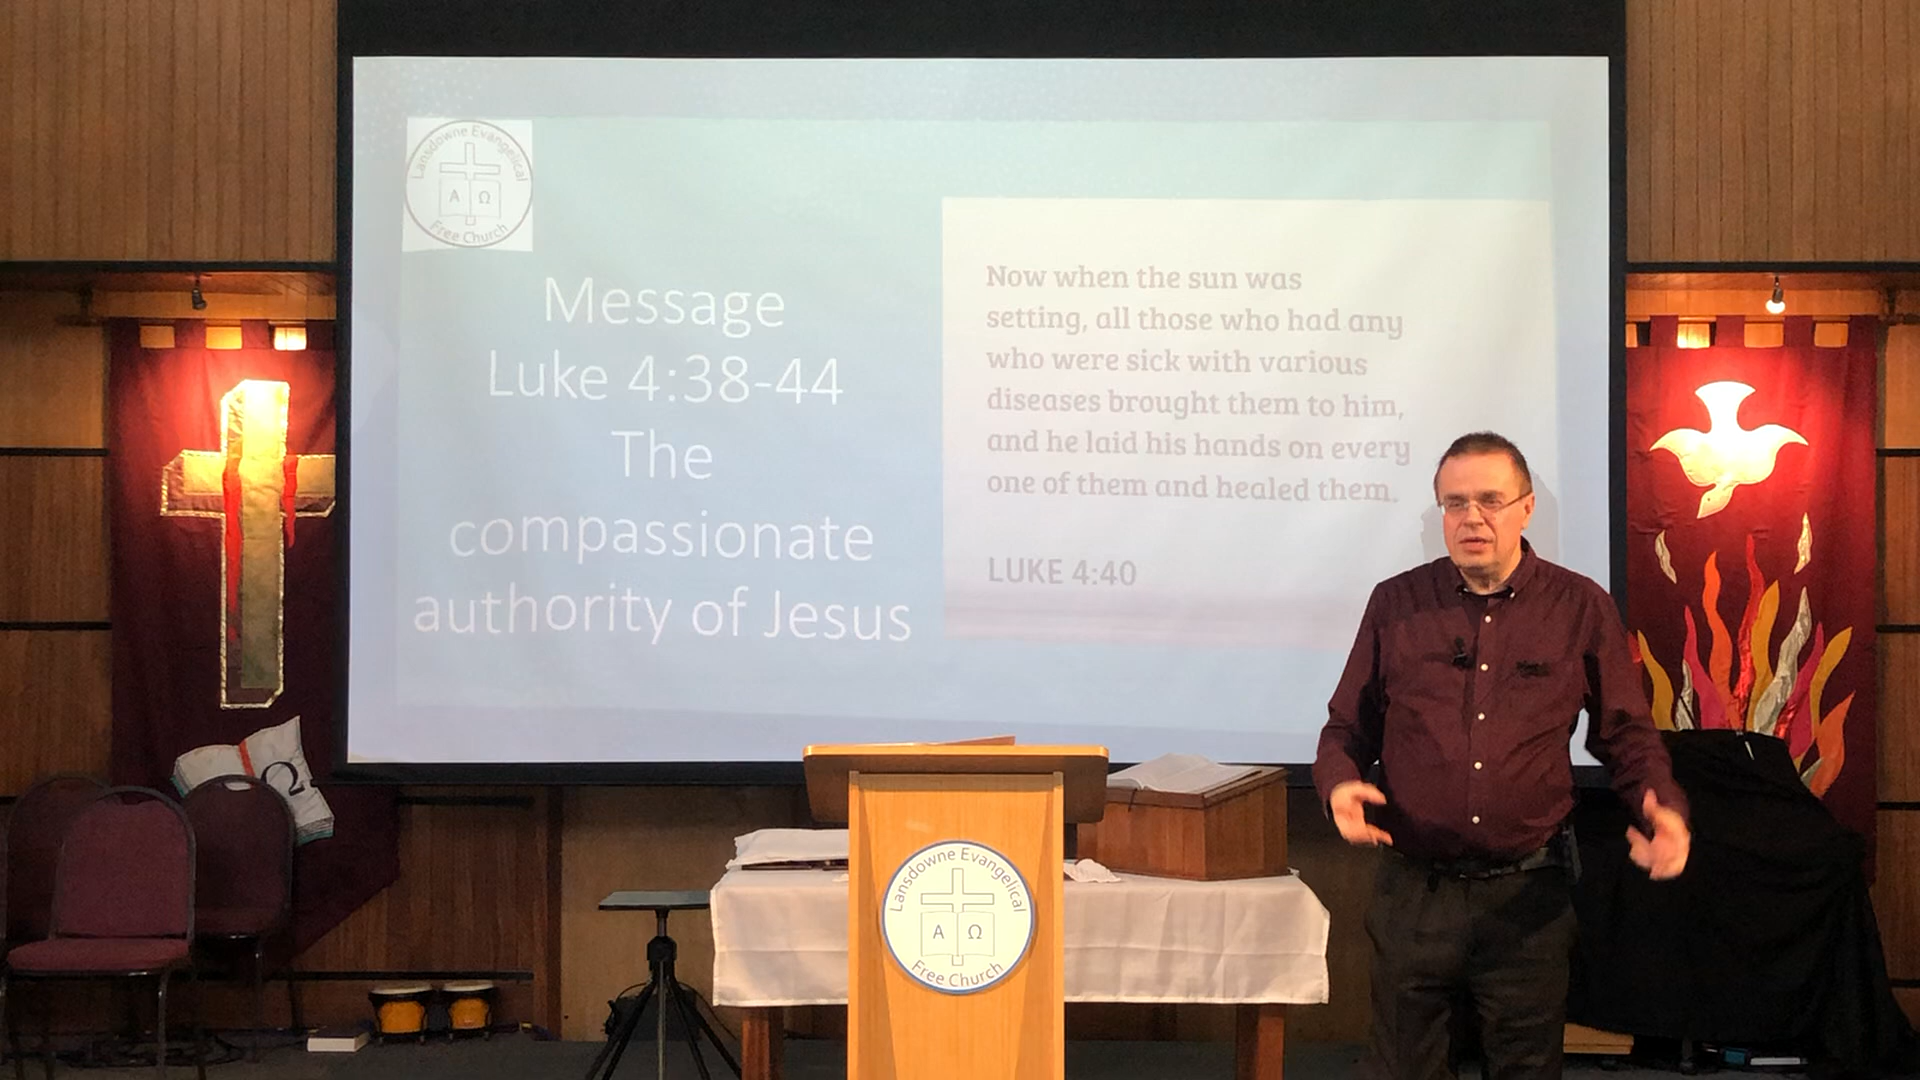 Lansdowne Evangelical
A Ω
Free Church
Message
Luke 4:38-44
The
compassionate
authority of Jesus
Now when the sun was
setting, all those who had any
who were sick with various
diseases brought them to him,
and he laid his hands on every
one of them and healed them.
LUKE 4:40
Ω
Lansdowne Evangelical
A Ω
Free Church